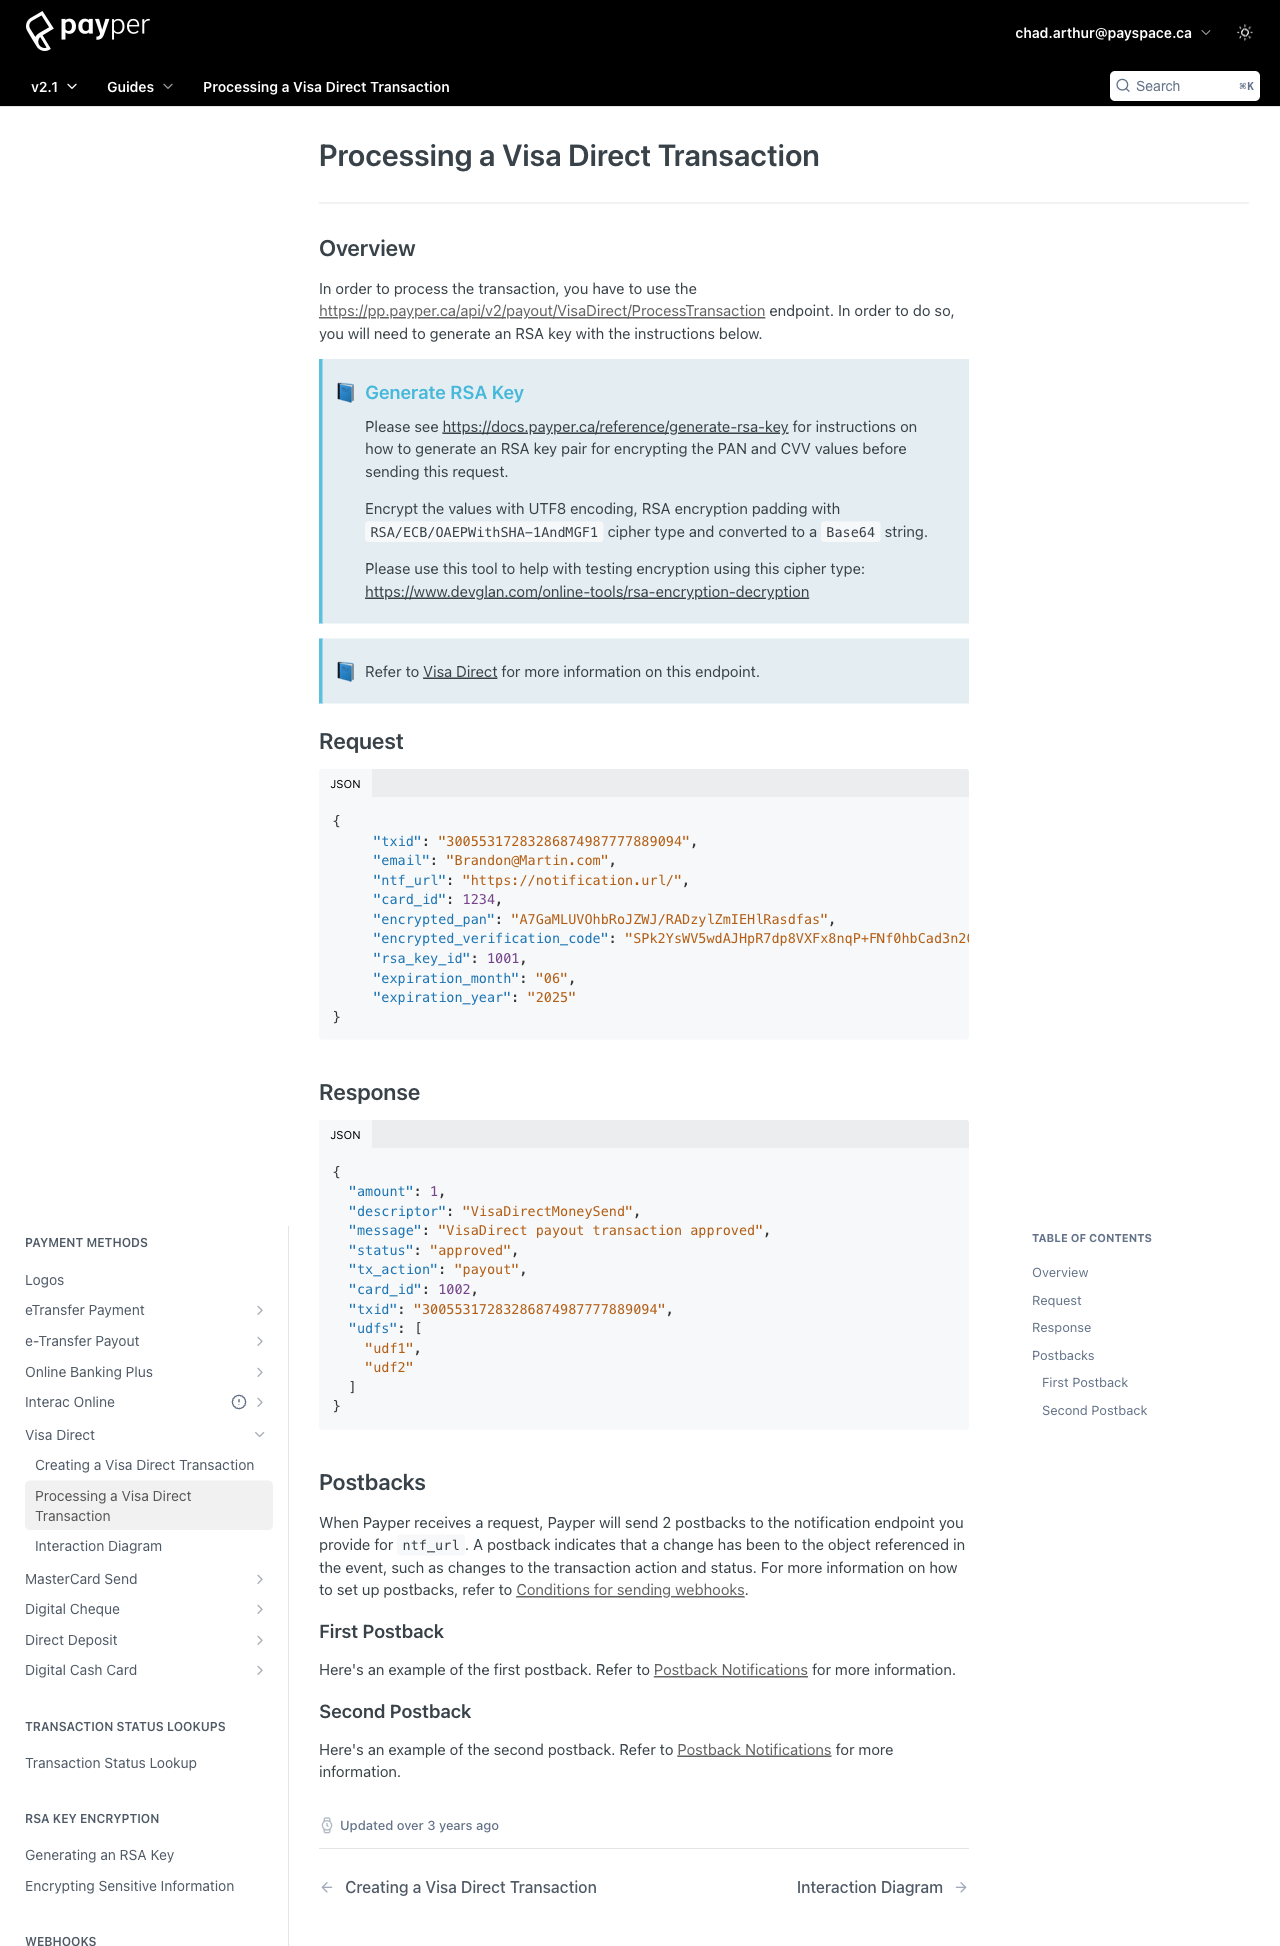 payper
chad.arthur@payspace.ca
v2.1
Guides
Processing a Visa Direct Transaction
Search
⌘K
Processing a Visa Direct Transaction
Overview
In order to process the transaction, you have to use the
https://pp.payper.ca/api/v2/payout/VisaDirect/ProcessTransaction endpoint. In order to do so,
you will need to generate an RSA key with the instructions below.
Generate RSA Key
Please see https://docs.payper.ca/reference/generate-rsa-key for instructions on
how to generate an RSA key pair for encrypting the PAN and CVV values before
sending this request.
Encrypt the values with UTF8 encoding, RSA encryption padding with
RSA/ECB/OAEPWithSHA-1AndMGF1 cipher type and converted to a Base64 string.
Please use this tool to help with testing encryption using this cipher type:
https://www.devglan.com/online-tools/rsa-encryption-decryption
Refer to Visa Direct for more information on this endpoint.
Request
JSON
{
"txid": "30055317283286874987777889094",
"email": "Brandon@Martin.com",
"ntf_url": "https://notification.url/",
"card_id": 1234,
"encrypted_pan": "A7GaMLUVOhbRoJZWJ/RADzylZmIEHlRasdfas",
"encrypted_verification_code": "SPk2YsWV5wdAJHpR7dp8VXFx8nqP+FNf0hbCad3n2
"rsa_key_id": 1001,
"expiration_month": "06",
"expiration_year": "2025"
}
Response
JSON
{
"amount": 1,
"descriptor": "VisaDirectMoneySend",
"message": "VisaDirect payout transaction approved",
"status": "approved",
"tx_action": "payout",
"card_id": 1002,
"txid": "30055317283286874987777889094",
"udfs": [
"udf1",
"udf2"
]
}
Postbacks
When Payper receives a request, Payper will send 2 postbacks to the notification endpoint you
provide for ntf_url. A postback indicates that a change has been to the object referenced in
the event, such as changes to the transaction action and status. For more information on how
to set up postbacks, refer to Conditions for sending webhooks.
First Postback
Here's an example of the first postback. Refer to Postback Notifications for more information.
Second Postback
Here's an example of the second postback. Refer to Postback Notifications for more
information.
Updated over 3 years ago
Creating a Visa Direct Transaction
Interaction Diagram
PAYMENT METHODS
Logos
eTransfer Payment
e-Transfer Payout
Online Banking Plus
Interac Online
Visa Direct
Creating a Visa Direct Transaction
Processing a Visa Direct
Transaction
Interaction Diagram
MasterCard Send
Digital Cheque
Direct Deposit
Digital Cash Card
TRANSACTION STATUS LOOKUPS
Transaction Status Lookup
RSA KEY ENCRYPTION
Generating an RSA Key
Encrypting Sensitive Information
WEBHOOKS
TABLE OF CONTENTS
Overview
Request
Response
Postbacks
First Postback
Second Postback